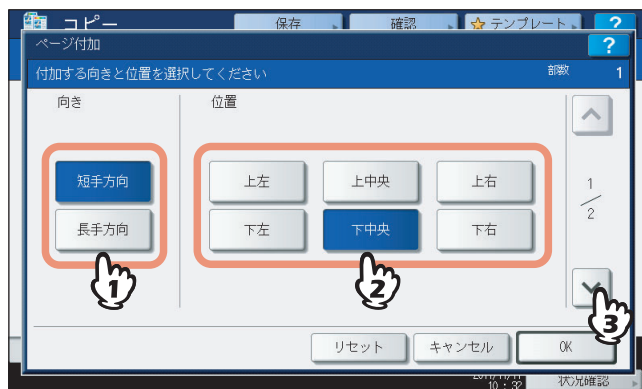 コピー
保存
確認
テンプレート
?
ページ付加
?
付加する向きと位置を選択してください
部数 1
向き
位置
短手方向
上左
上中央
上右
長手方向
下左
下中央
下右
1
2
1
2
3
リセット
キャンセル
OK
10:32
状況確認